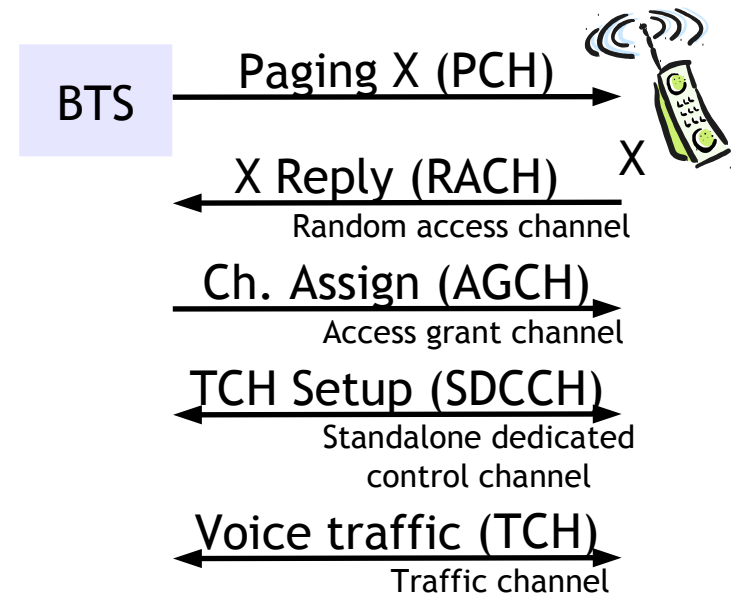 BTS
Paging X (PCH)
X
X Reply (RACH)
Random access channel
Ch. Assign (AGCH)
Access grant channel
TCH Setup (SDCCH)
Standalone dedicated
control channel
Voice traffic (TCH)
Traffic channel